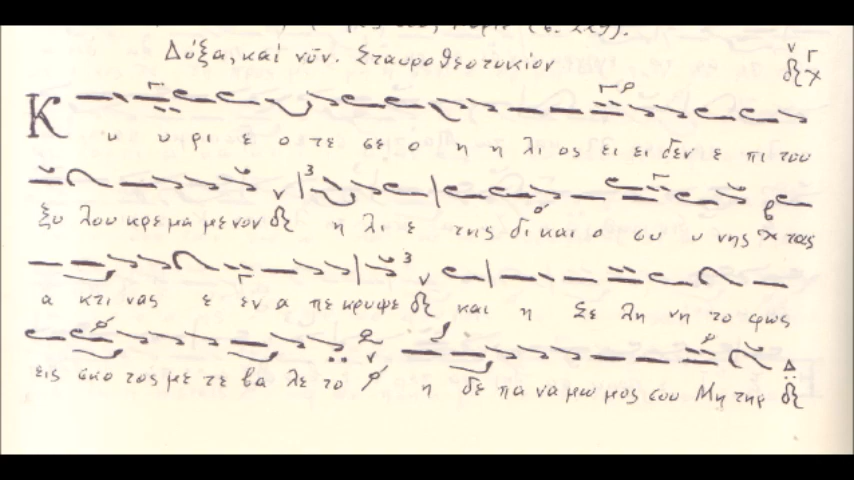 Δόξα, καί νῦν. Σταυροθεοτοκίον
Κ υ υ ρι ε ο τε σε ο η η λι ος ει ει δεν ε πι του
ξυ λου κρε μα με νον η λι ε της δι και ο συ υ νης τας
α κτι νας ε εν α πε κρυψε και η Σε λη νη το φως
εις σκο τος με τε βα λε το η δε πα να μω μος σου Μη τηρ